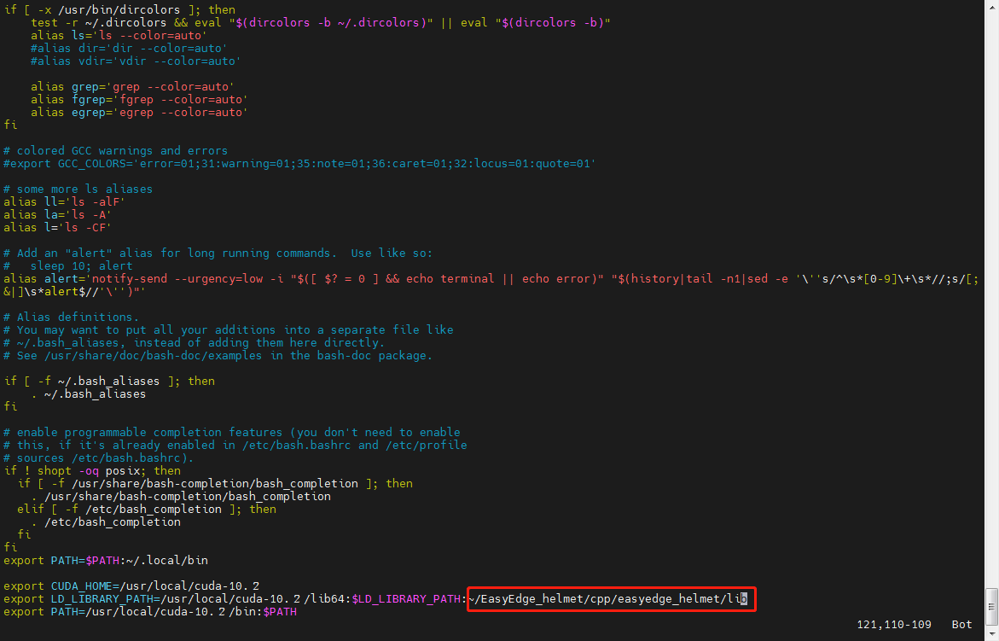 if [ -x /usr/bin/dircolors ]; then
    test -r ~/.dircolors && eval "$(dircolors -b ~/.dircolors)" || eval "$(dircolors -b)"
    alias ls='ls --color=auto'
    #alias dir='dir --color=auto'
    #alias vdir='vdir --color=auto'

    alias grep='grep --color=auto'
    alias fgrep='fgrep --color=auto'
    alias egrep='egrep --color=auto'
fi

# colored GCC warnings and errors
#export GCC_COLORS='error=01;31:warning=01;35:note=01;36:caret=01;32:locus=01:quote=01'

# some more ls aliases
alias ll='ls -alF'
alias la='ls -A'
alias l='ls -CF'

# Add an "alert" alias for long running commands.  Use like so:
#   sleep 10; alert
alias alert='notify-send --urgency=low -i "$([ $? = 0 ] && echo terminal || echo error)" "$(history|tail -n1|sed -e '\''s/^\s*[0-9]\+\s*//;s/[;
&|]\s*alert$//'\'')"'

# Alias definitions.
# You may want to put all your additions into a separate file like
# ~/.bash_aliases, instead of adding them here directly.
# See /usr/share/doc/bash-doc/examples in the bash-doc package.

if [ -f ~/.bash_aliases ]; then
    . ~/.bash_aliases
fi

# enable programmable completion features (you don't need to enable
# this, if it's already enabled in /etc/bash.bashrc and /etc/profile
# sources /etc/bash.bashrc).
if ! shopt -oq posix; then
  if [ -f /usr/share/bash-completion/bash_completion ]; then
    . /usr/share/bash-completion/bash_completion
  elif [ -f /etc/bash_completion ]; then
    . /etc/bash_completion
  fi
fi
export PATH=$PATH:~/.local/bin

export CUDA_HOME=/usr/local/cuda-10.2
export LD_LIBRARY_PATH=/usr/local/cuda-10.2/lib64:$LD_LIBRARY_PATH:~/EasyEdge_helmet/cpp/easyedge_helmet/lib
export PATH=/usr/local/cuda-10.2/bin:$PATH
121,110-109   Bot